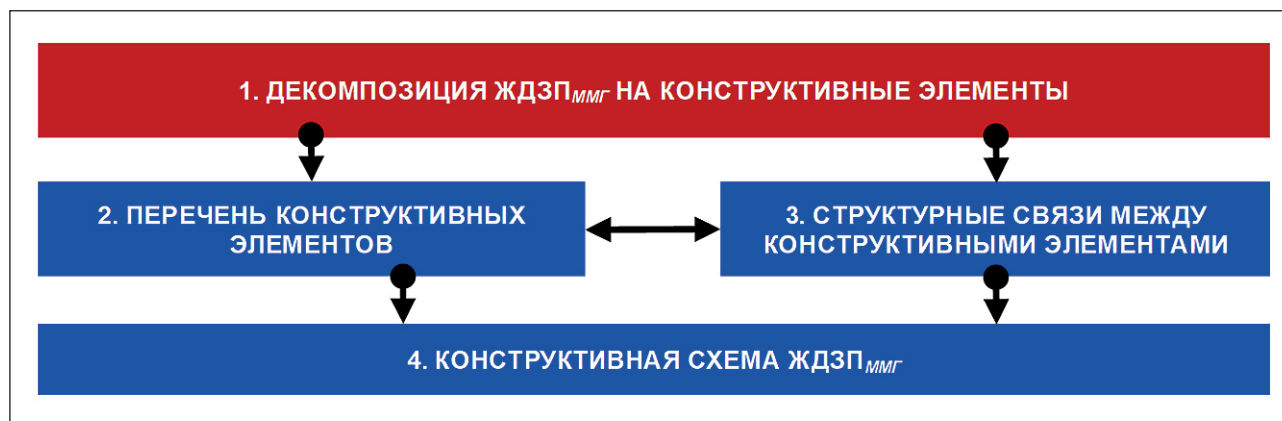 1. ДЕКОМПОЗИЦИЯ ЖДЗПММГ НА КОНСТРУКТИВНЫЕ ЭЛЕМЕНТЫ
2. ПЕРЕЧЕНЬ КОНСТРУКТИВНЫХ
ЭЛЕМЕНТОВ
3. СТРУКТУРНЫЕ СВЯЗИ МЕЖДУ
КОНСТРУКТИВНЫМИ ЭЛЕМЕНТАМИ
4. КОНСТРУКТИВНАЯ СХЕМА ЖДЗПММГ